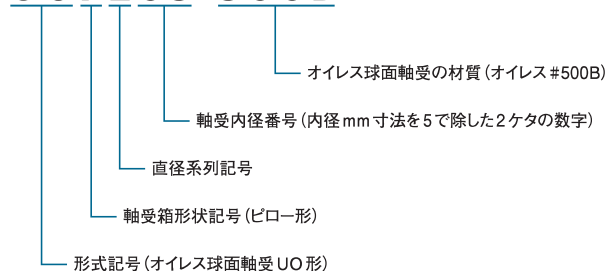 オイレス球面軸受の材質(オイレス#500B)
軸受内径番号(内径mm寸法を5で除した2ケタの数字)
直径系列記号
軸受箱形状記号(ピロー形)
形式記号(オイレス球面軸受UO形)